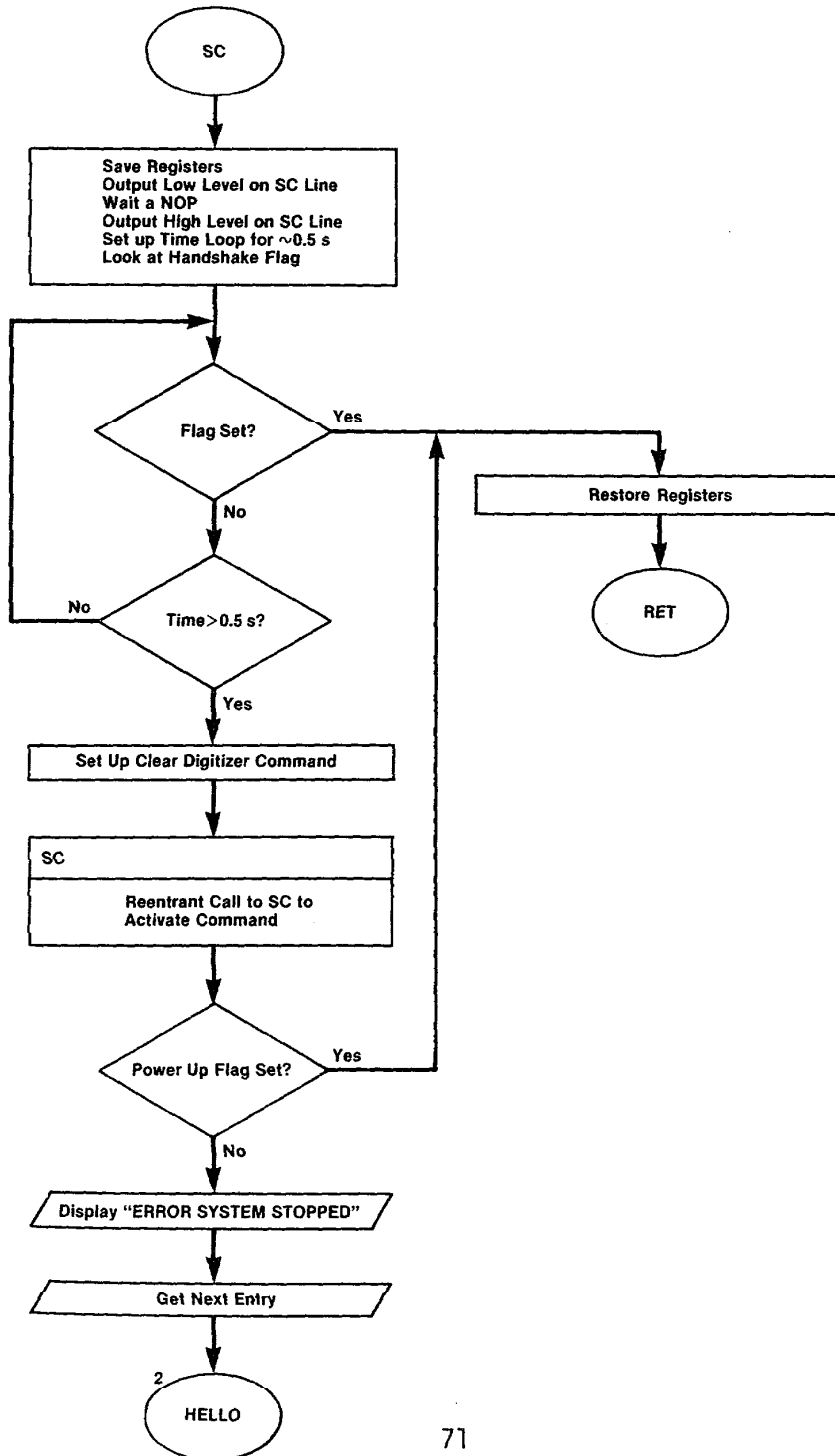 SC
Save Registers
Output Low Level on SC Line
Wait a NOP
Output High Level on SC Line
Set up Time Loop for ~0.5 s
Look at Handshake Flag
Flag Set?
Yes
No
Restore Registers
RET
Time>0.5 s?
No
Yes
Set Up Clear Digitizer Command
SC
Reentrant Call to SC to
Activate Command
Power Up Flag Set?
Yes
No
Display “ERROR SYSTEM STOPPED”
Get Next Entry
2
HELLO
71